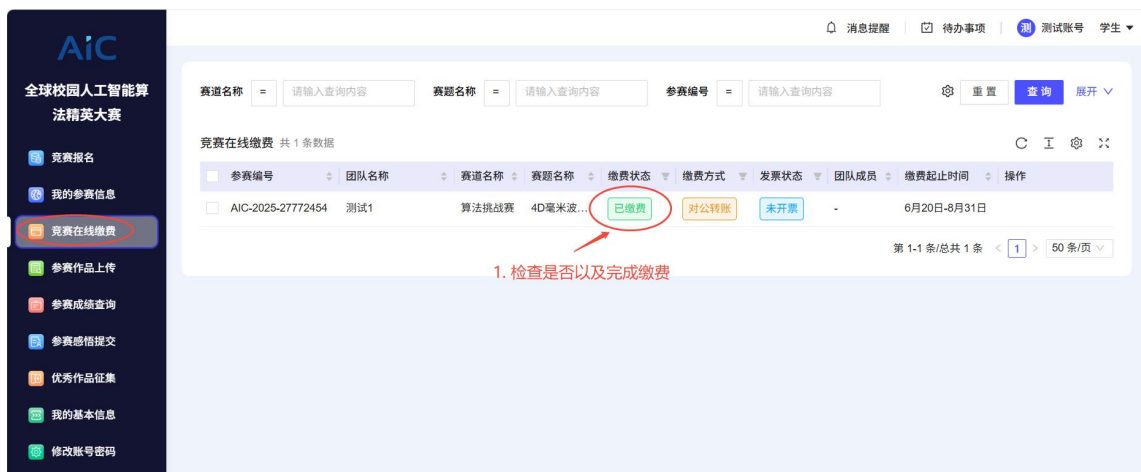 消息提醒 待办事项 测 测试账号 学生
AiC
全球校园人工智能算
法精英大赛
竞赛报名
我的参赛信息
竞赛在线缴费
参赛作品上传
参赛成绩查询
参赛感悟提交
优秀作品征集
我的基本信息
修改账号密码
赛道名称 = 请输入查询内容 赛题名称 = 请输入查询内容 参赛编号 = 请输入查询内容 重置 查询 展开
竞赛在线缴费 共 1 条数据
参赛编号 团队名称 赛道名称 赛题名称 缴费状态 缴费方式 发票状态 团队成员 缴费起止时间 操作
AIC-2025-27772454 测试1 算法挑战赛 4D毫米波... 已缴费 对公转账 未开票 - 6月20日-8月31日
第 1-1 条/总共 1 条 < 1 > 50 条/页
1. 检查是否以及完成缴费